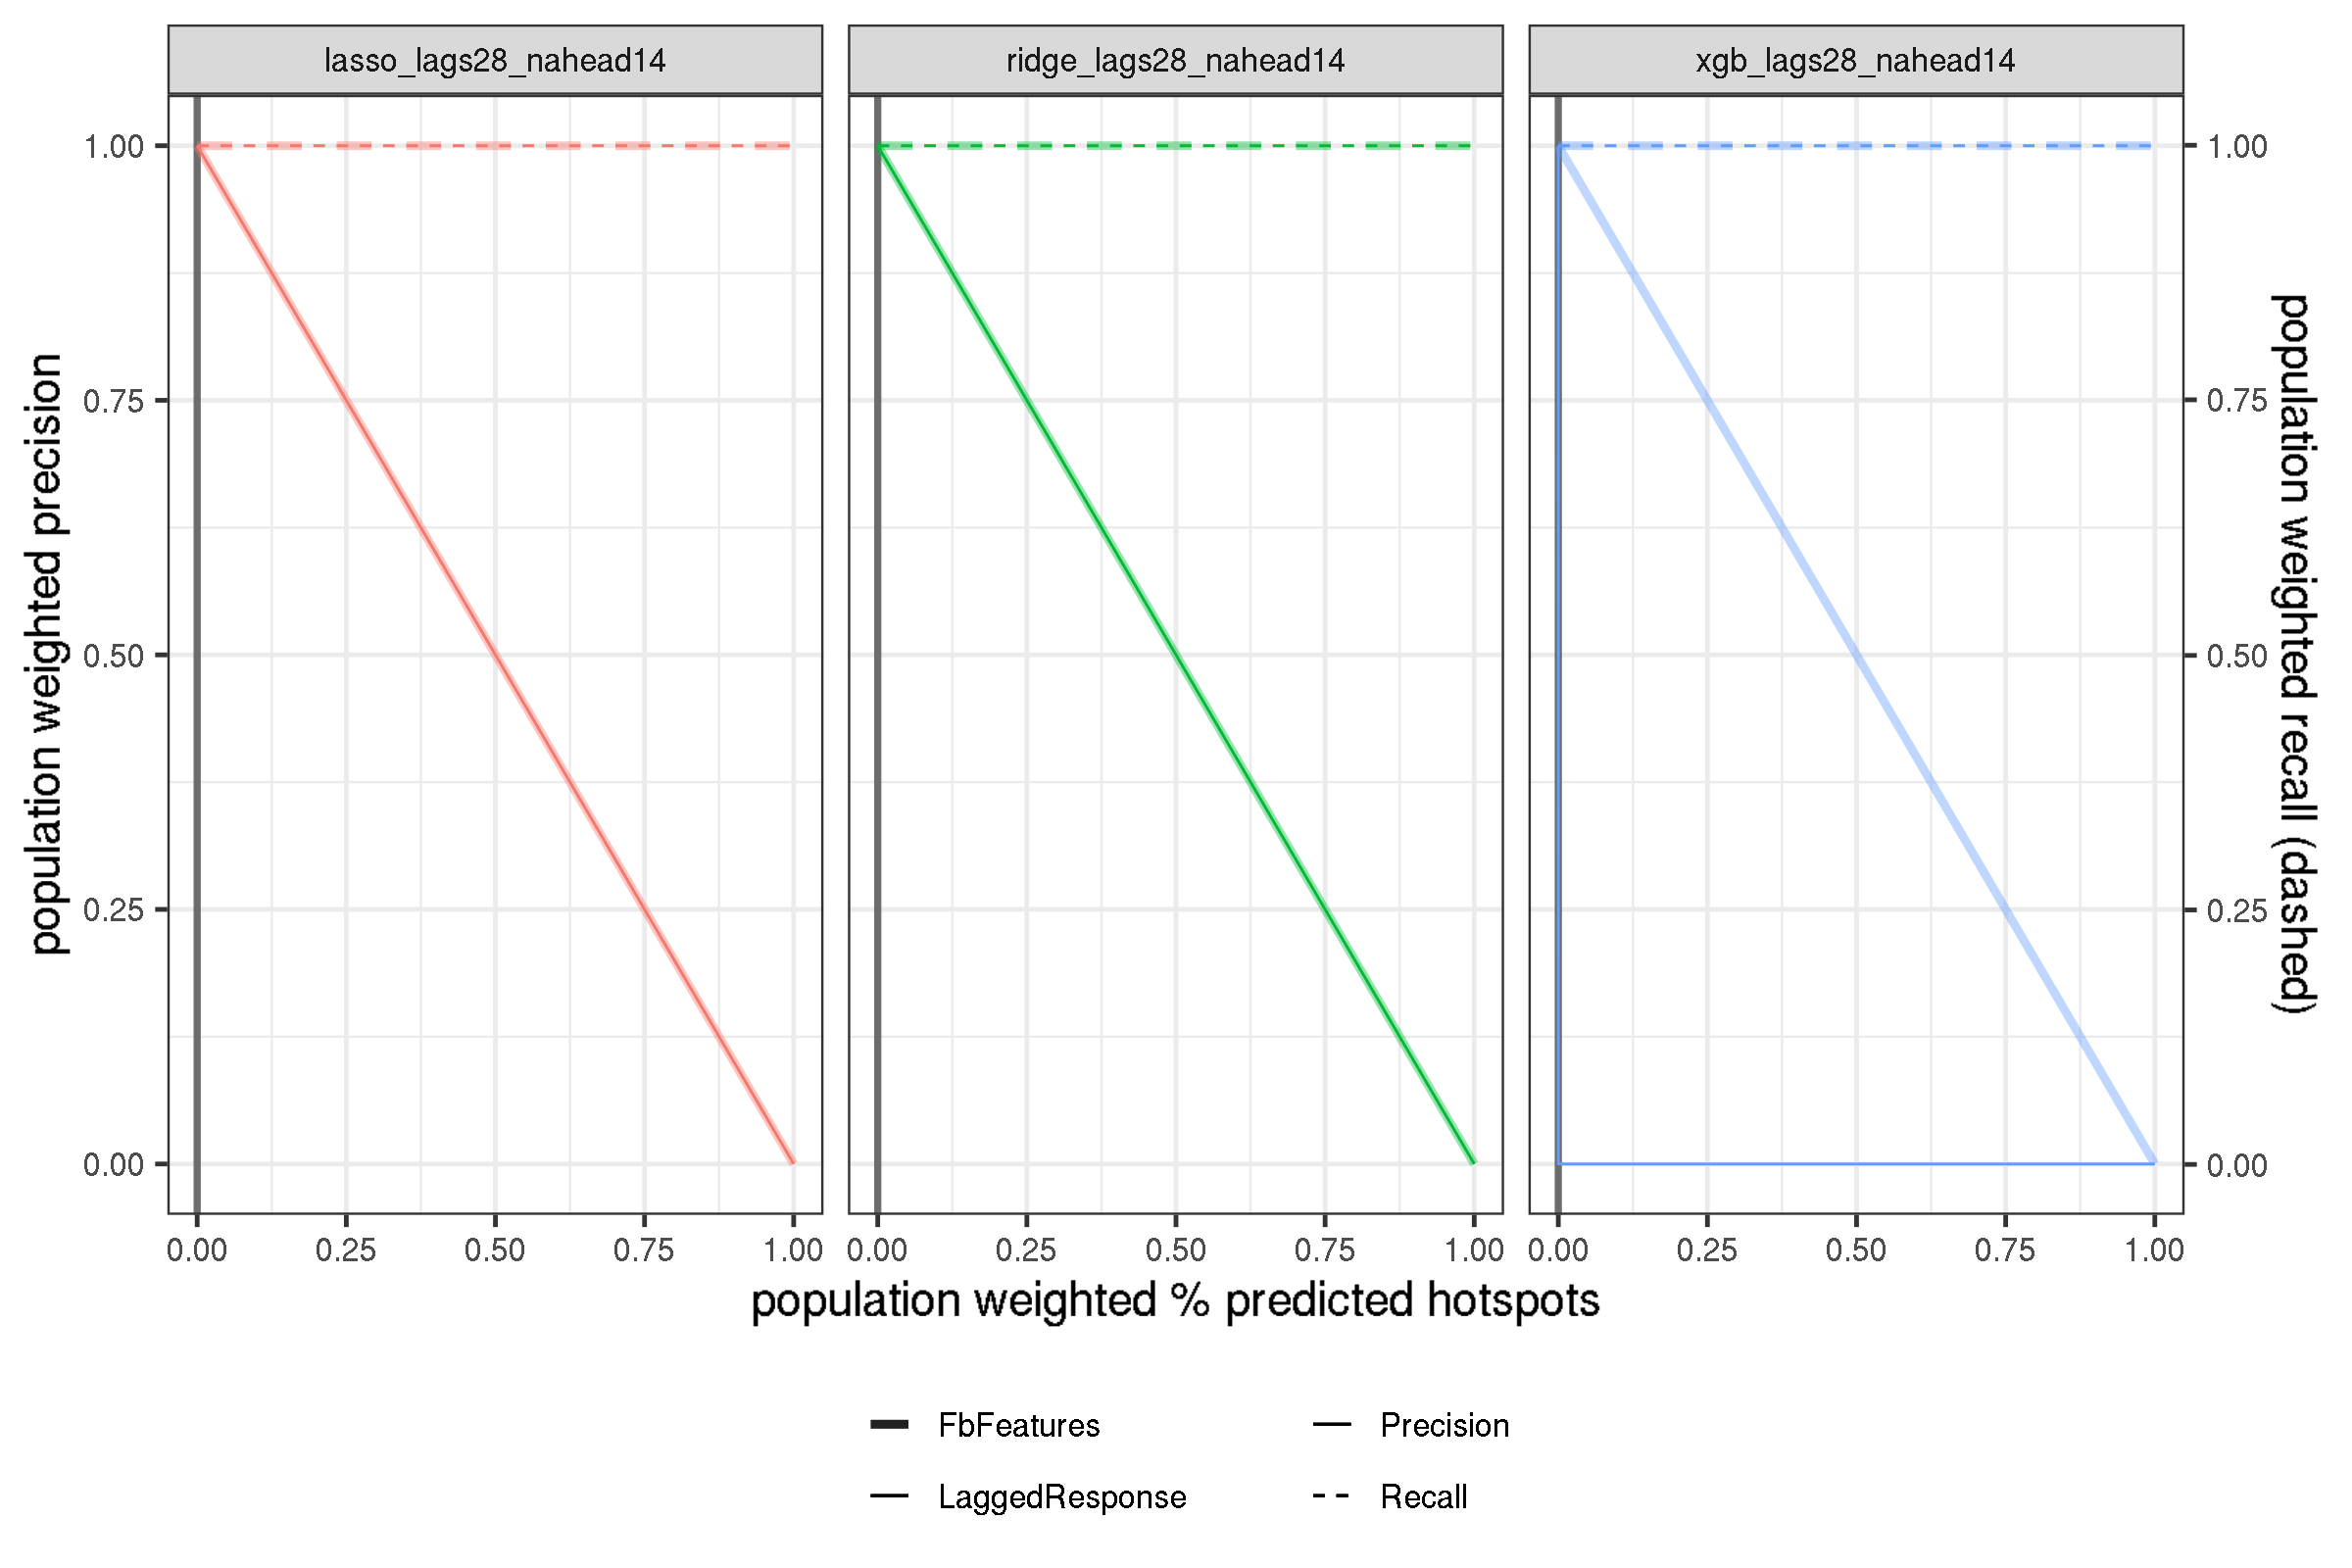 lasso_lags28_nahead14
ridge_lags28_nahead14
xgb_lags28_nahead14
population weighted precision
1.00
0.75
0.50
0.25
0.00
1.00
0.75
0.50
0.25
0.00
population weighted recall (dashed)
0.00 0.25 0.50 0.75 1.00
0.00 0.25 0.50 0.75 1.00
0.00 0.25 0.50 0.75 1.00
population weighted % predicted hotspots
FbFeatures
LaggedResponse
Precision
Recall